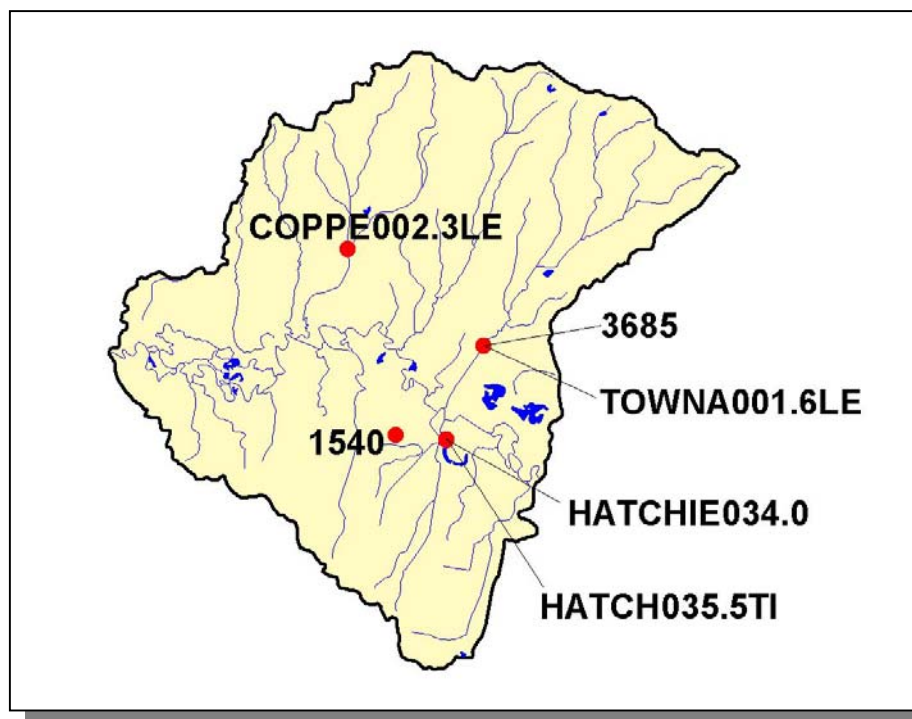 COPPE002.3LE
3685
TOWNA001.6LE
1540
HATCHIE034.0
HATCH035.5TI